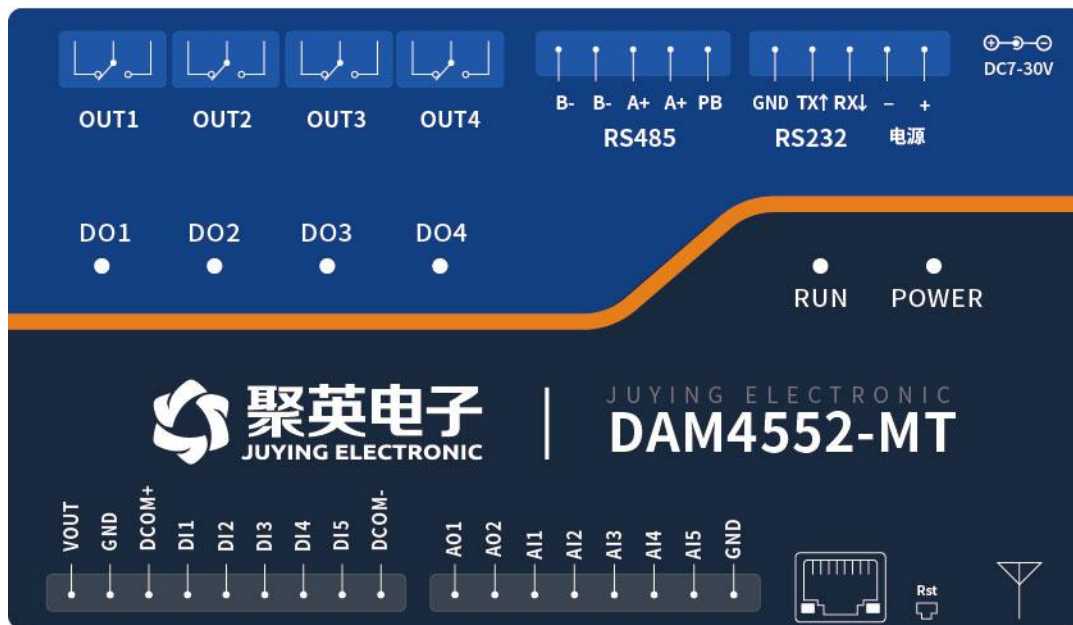 DC7-30V
OUT1 OUT2 OUT3 OUT4
B- B- A+ A+ PB GND TX↑ RX↓ − +
RS485 RS232 电源
DO1 DO2 DO3 DO4
RUN POWER
聚英电子
JUYING ELECTRONIC
JUYING ELECTRONIC
DAM4552-MT
VOUT GND DCOM+ DI1 DI2 DI3 DI4 DI5 DCOM- AO1 AO2 AI1 AI2 AI3 AI4 AI5 GND
Rst